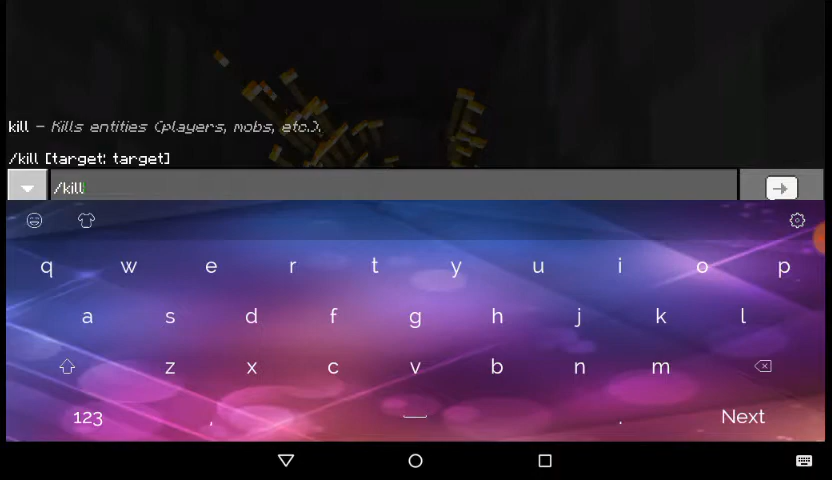 kill – Kills entities (players, mobs, etc.).
/kill [target: target]
/kill
q w e r t y u i o p
a s d f g h j k l
z x c v b n m
123 , . Next